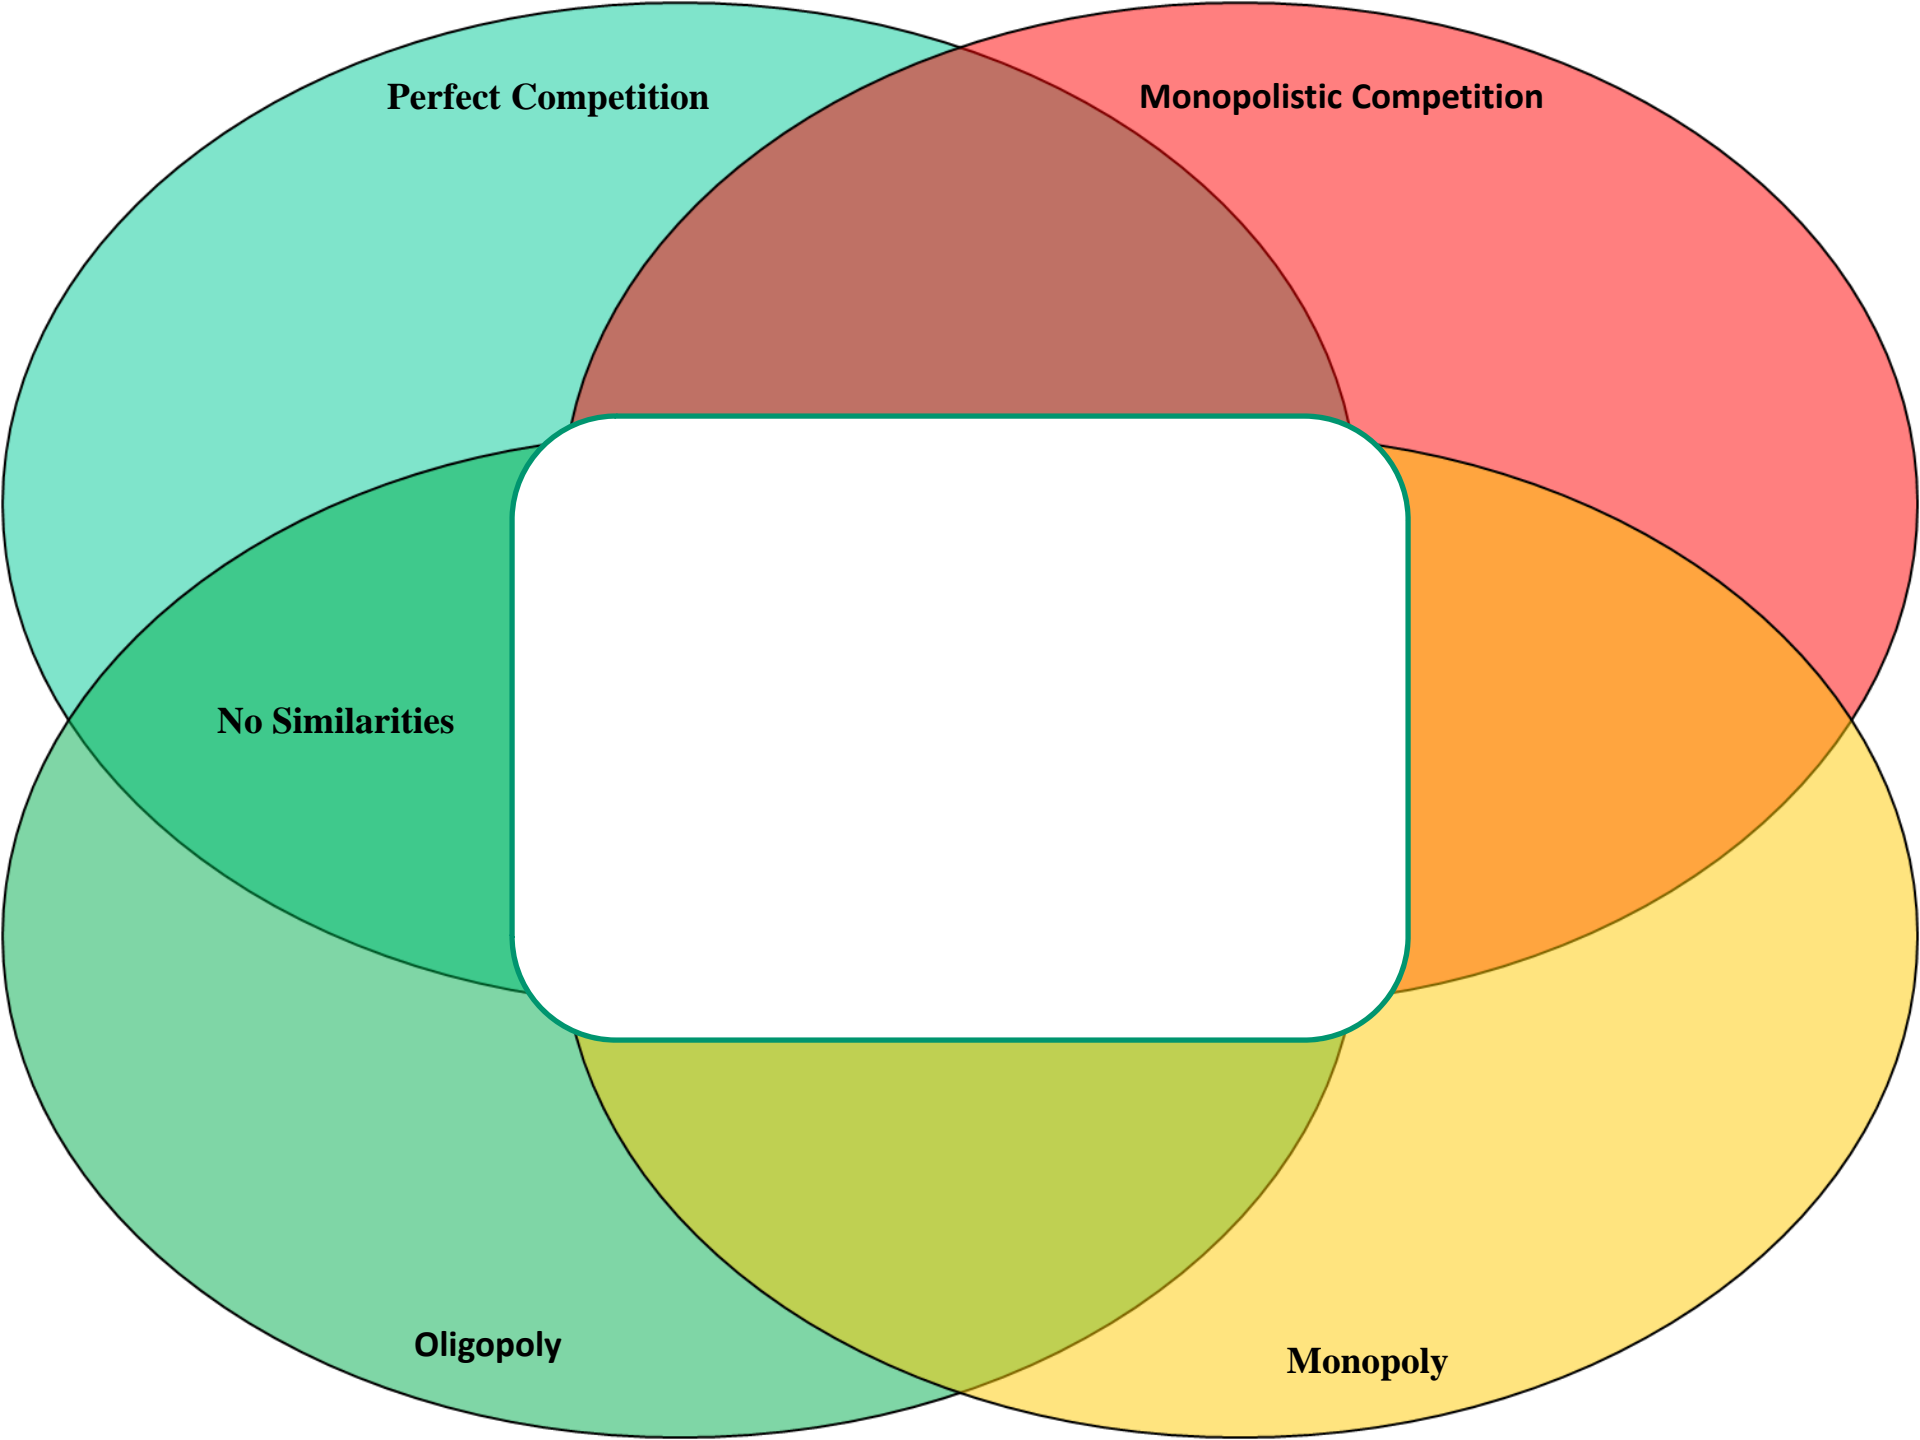 Perfect Competition
Monopolistic Competition
No Similarities
Oligopoly
Monopoly